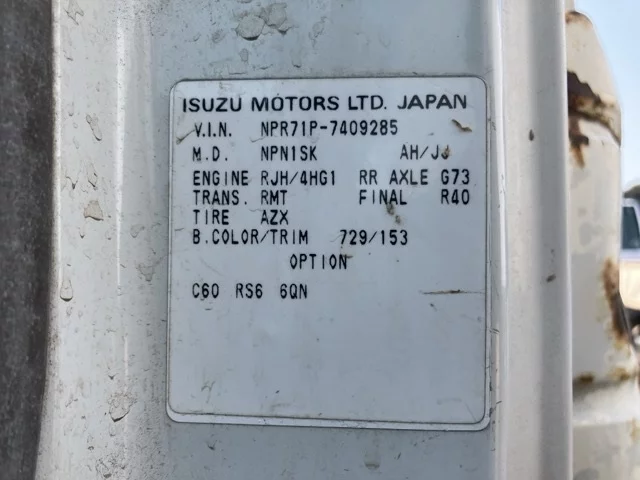 ISUZU MOTORS LTD. JAPAN
V.I.N. NPR71P-7409285
M.D. NPN1SK
ENGINE RJH/4HG1 RR AXLE G73
TRANS. RMT FINAL R40
TIRE AZX
B.COLOR/TRIM 729/153
OPTION
C60 RS6 6QN